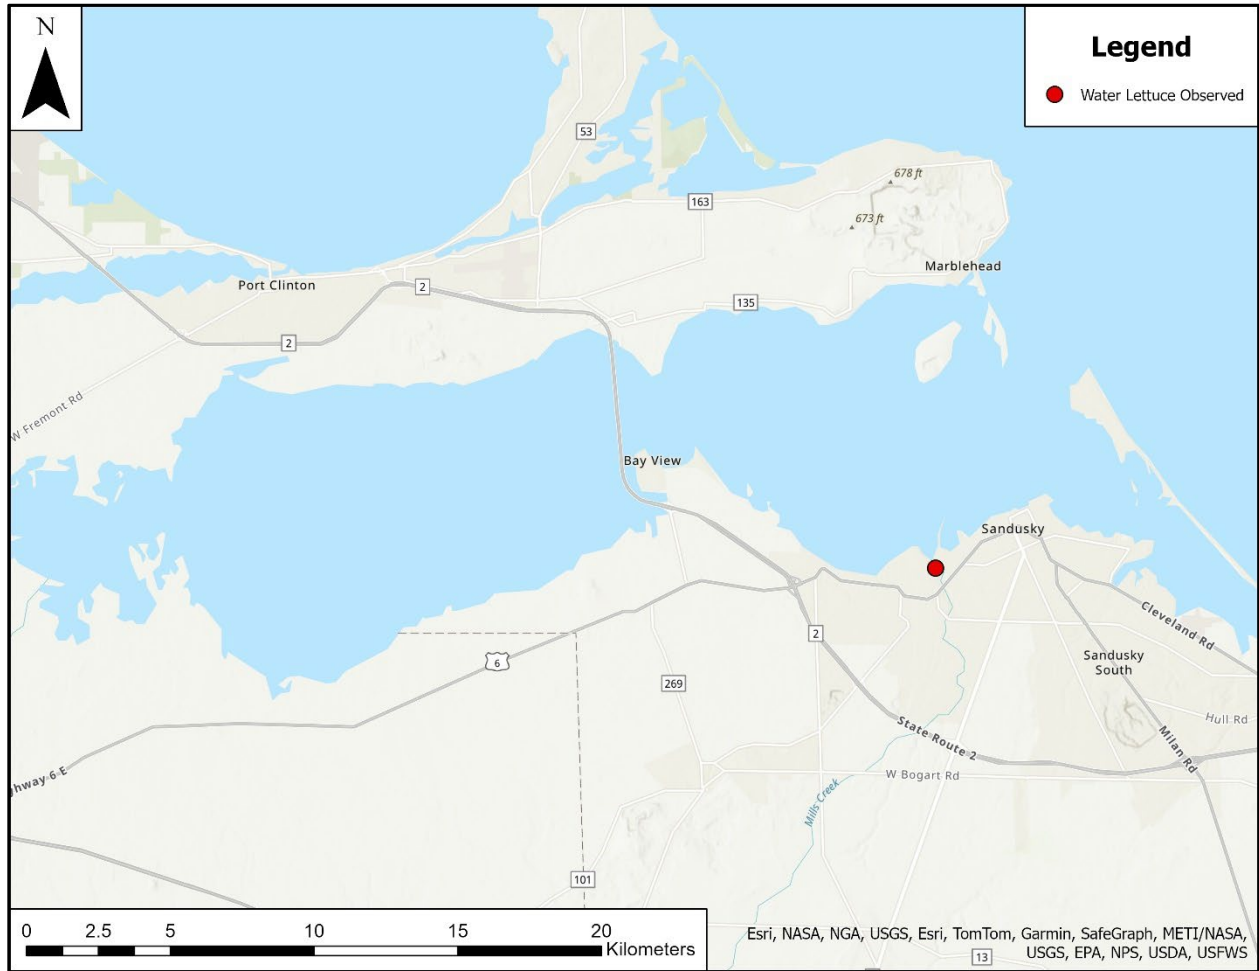 N
Legend
Water Lettuce Observed
53
678 ft
163
673 ft
Marblehead
Port Clinton
2
135
2
W Fremont Rd
Bay View
Sandusky
Cleveland Rd
2
6
Sandusky
South
269
Hull Rd
State Route 2
Milan Rd
hway 6 E
W Bogart Rd
Mills Creek
101
0 2.5 5 10 15 20
Kilometers
Esri, NASA, NGA, USGS, Esri, TomTom, Garmin, SafeGraph, METI/NASA,
USGS, EPA, NPS, USDA, USFWS
13